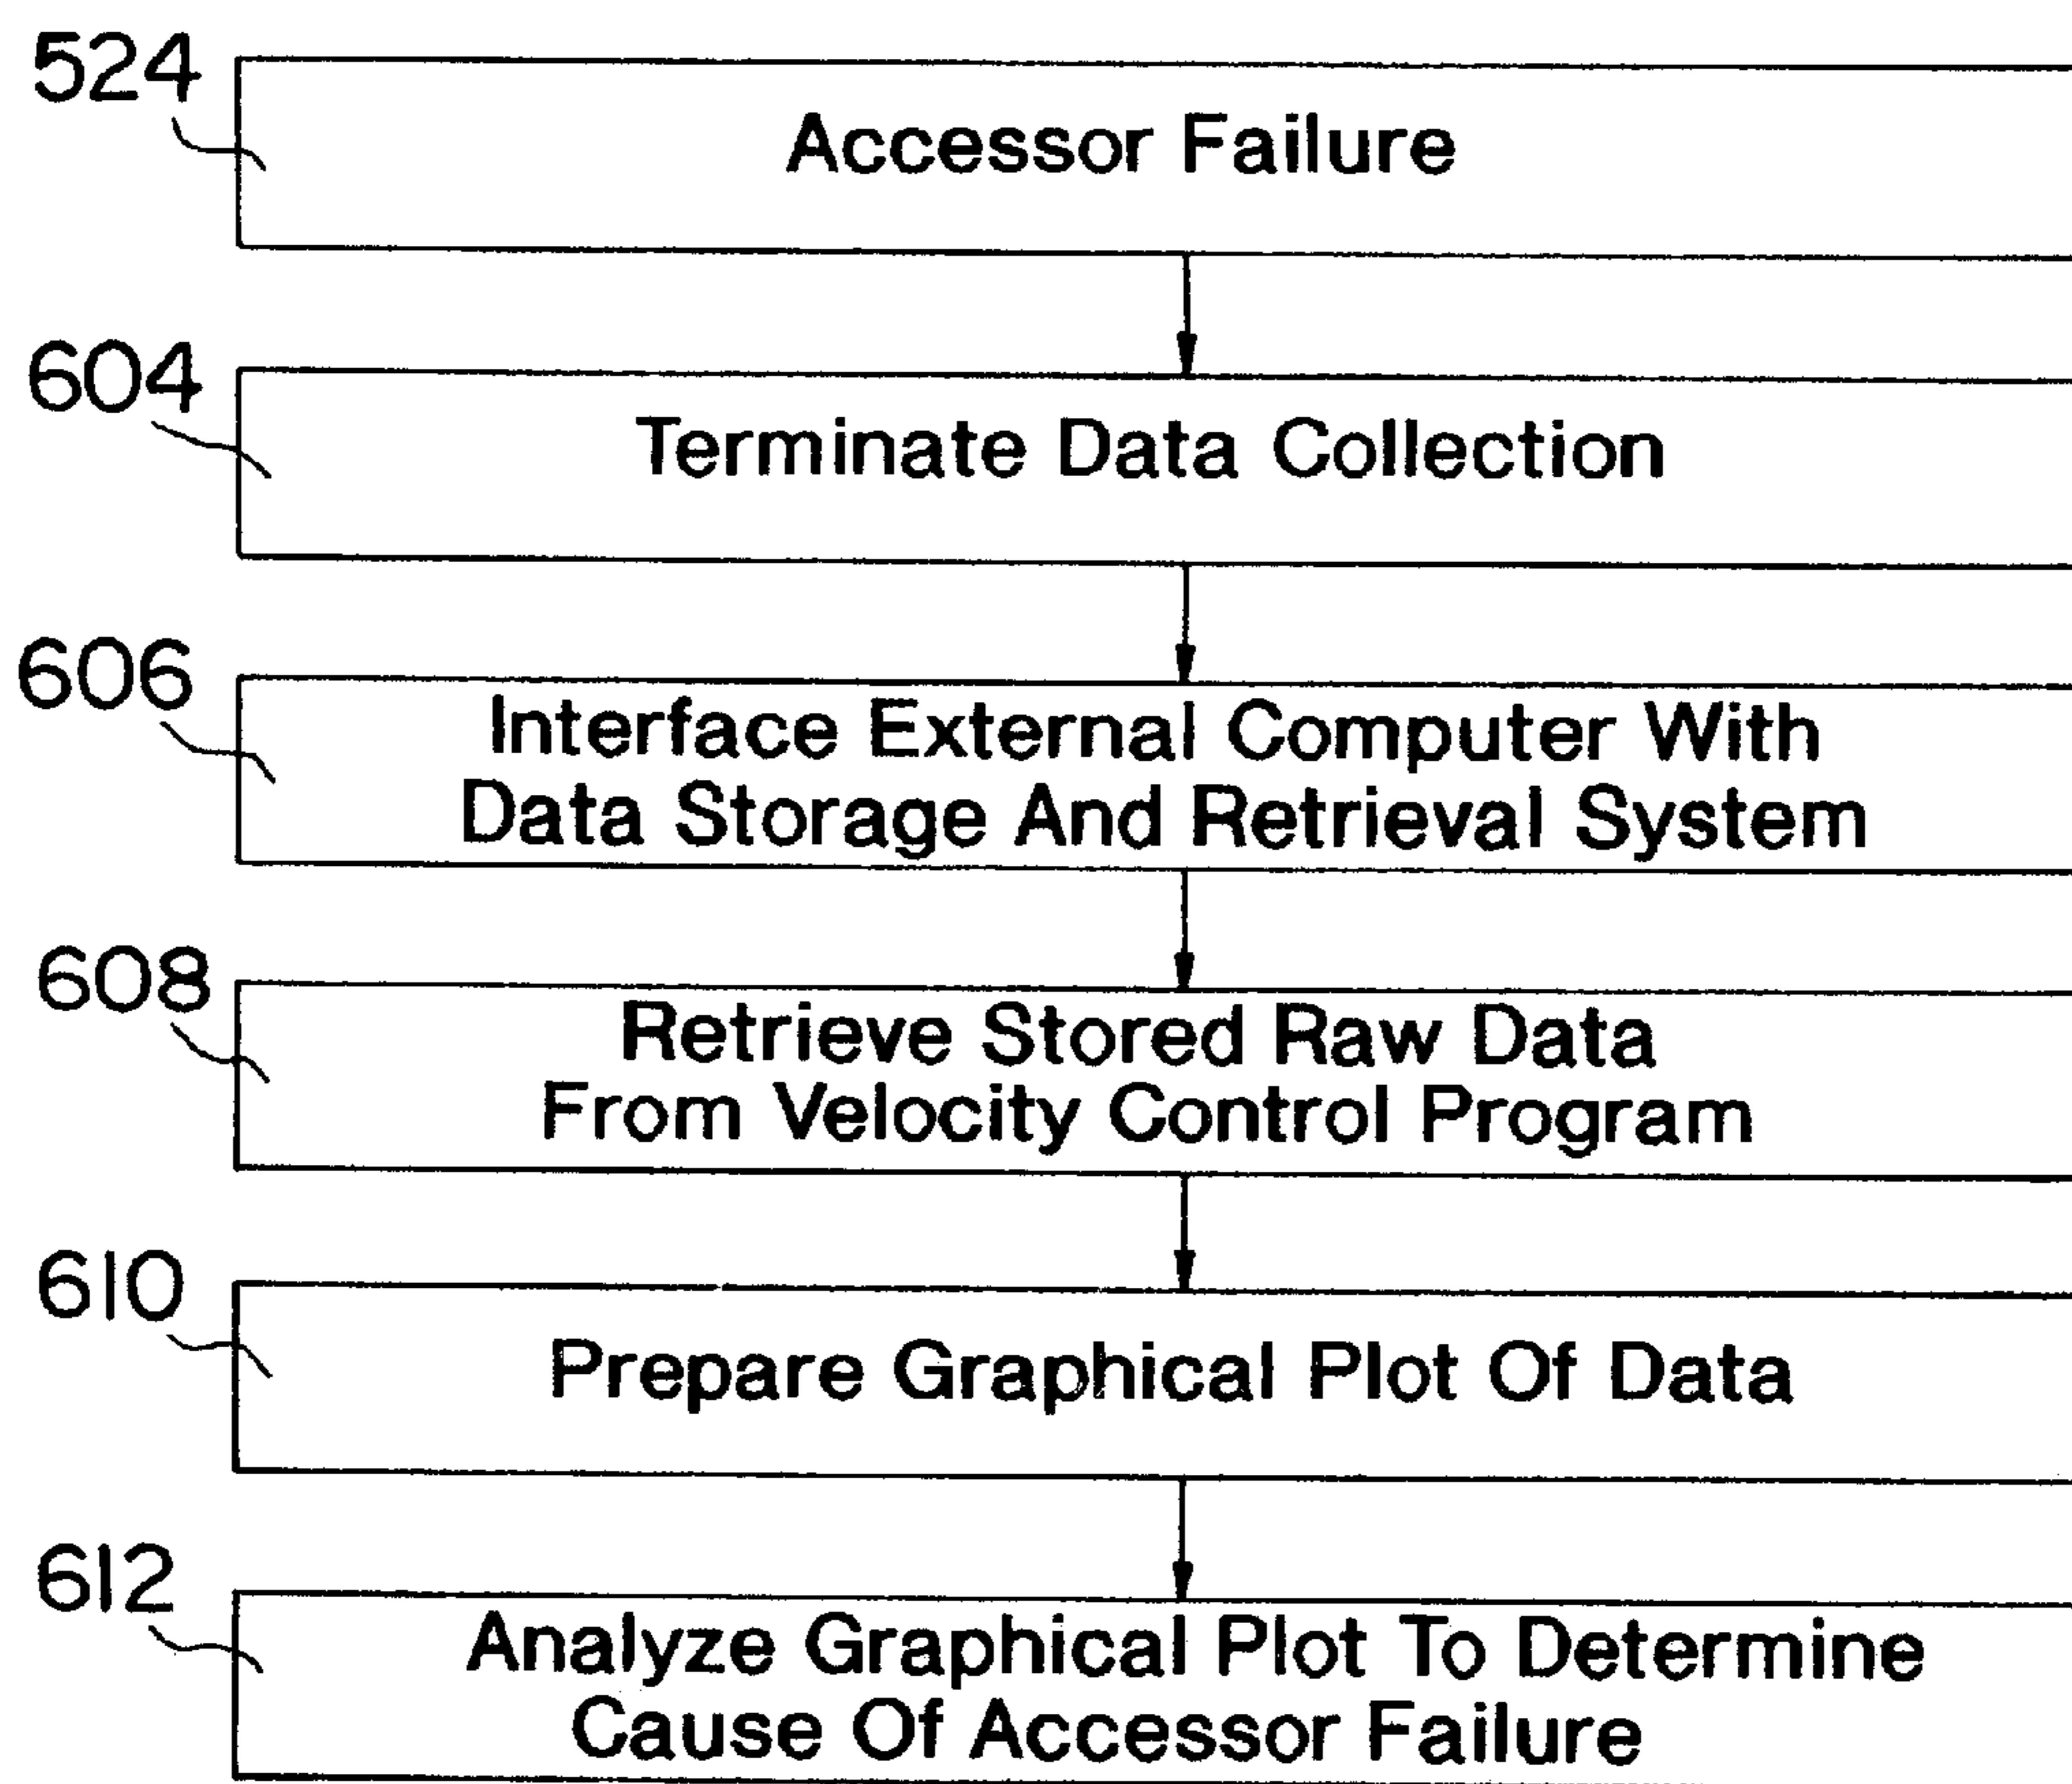 524
Accessor Failure
604
Terminate Data Collection
606
Interface External Computer With
Data Storage And Retrieval System
608
Retrieve Stored Raw Data
From Velocity Control Program
610
Prepare Graphical Plot Of Data
612
Analyze Graphical Plot To Determine
Cause Of Accessor Failure